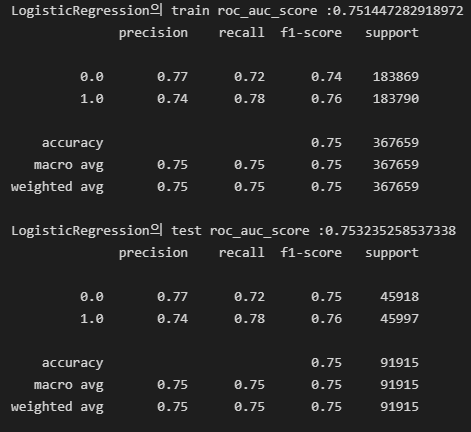 LogisticRegression의 train roc_auc_score :0.751447282918972
precision recall f1-score support
0.0 0.77 0.72 0.74 183869
1.0 0.74 0.78 0.76 183790
accuracy 0.75 367659
macro avg 0.75 0.75 0.75 367659
weighted avg 0.75 0.75 0.75 367659
LogisticRegression의 test roc_auc_score :0.753235258537338
precision recall f1-score support
0.0 0.77 0.72 0.75 45918
1.0 0.74 0.78 0.76 45997
accuracy 0.75 91915
macro avg 0.75 0.75 0.75 91915
weighted avg 0.75 0.75 0.75 91915